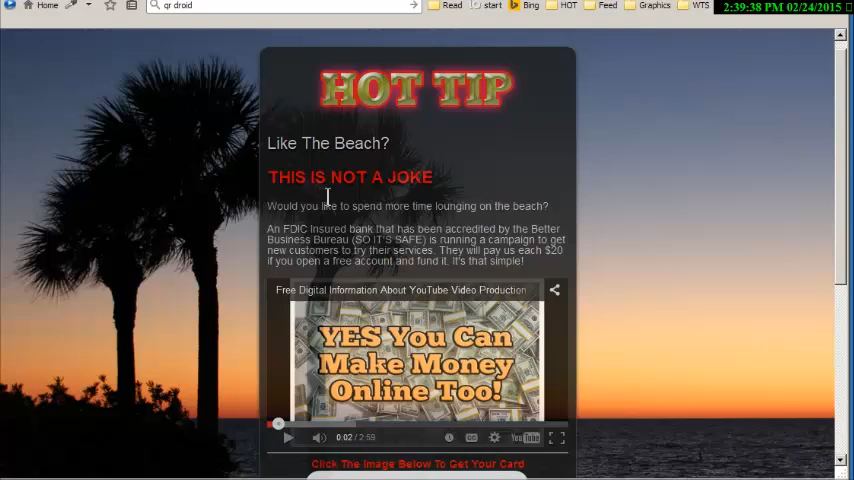 Home
qr droid
Read
start
Bing
HOT
Feed
Graphics
WTS
2:39:38 PM 02/24/2015
HOT TIP
Like The Beach?
THIS IS NOT A JOKE
Would you like to spend more time lounging on the beach?
An FDIC Insured bank that has been accredited by the Better
Business Bureau (SO IT'S SAFE) is running a campaign to get
new customers to try their services. They will pay us each $20
if you open a free account and fund it. It's that simple!
Free Digital Information About YouTube Video Production
YES You Can
Make Money
Online Too!
0:02 / 2:59
CC
YouTube
Click The Image Below To Get Your Card